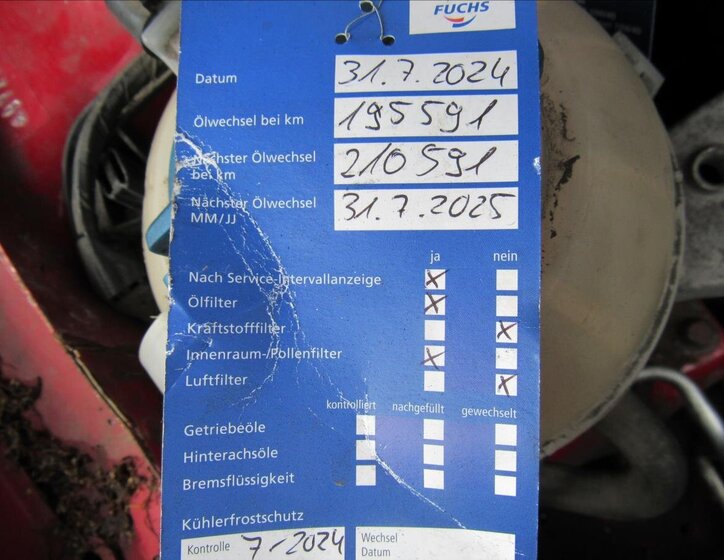 FUCHS
Datum 31.7.2024
Ölwechsel bei km 195591
Nächster Ölwechsel
bei km 210591
Nächster Ölwechsel
MM/JJ 31.7.2025
ja nein
Nach Service-Intervallanzeige
Ölfilter
Kraftstofffilter
Innenraum-/Pollenfilter
Luftfilter
kontrolliert nachgefüllt gewechselt
Getriebeöle
Hinterachsöle
Bremsflüssigkeit
Kühlerfrostschutz
Kontrolle 7-2024 Wechsel
Datum